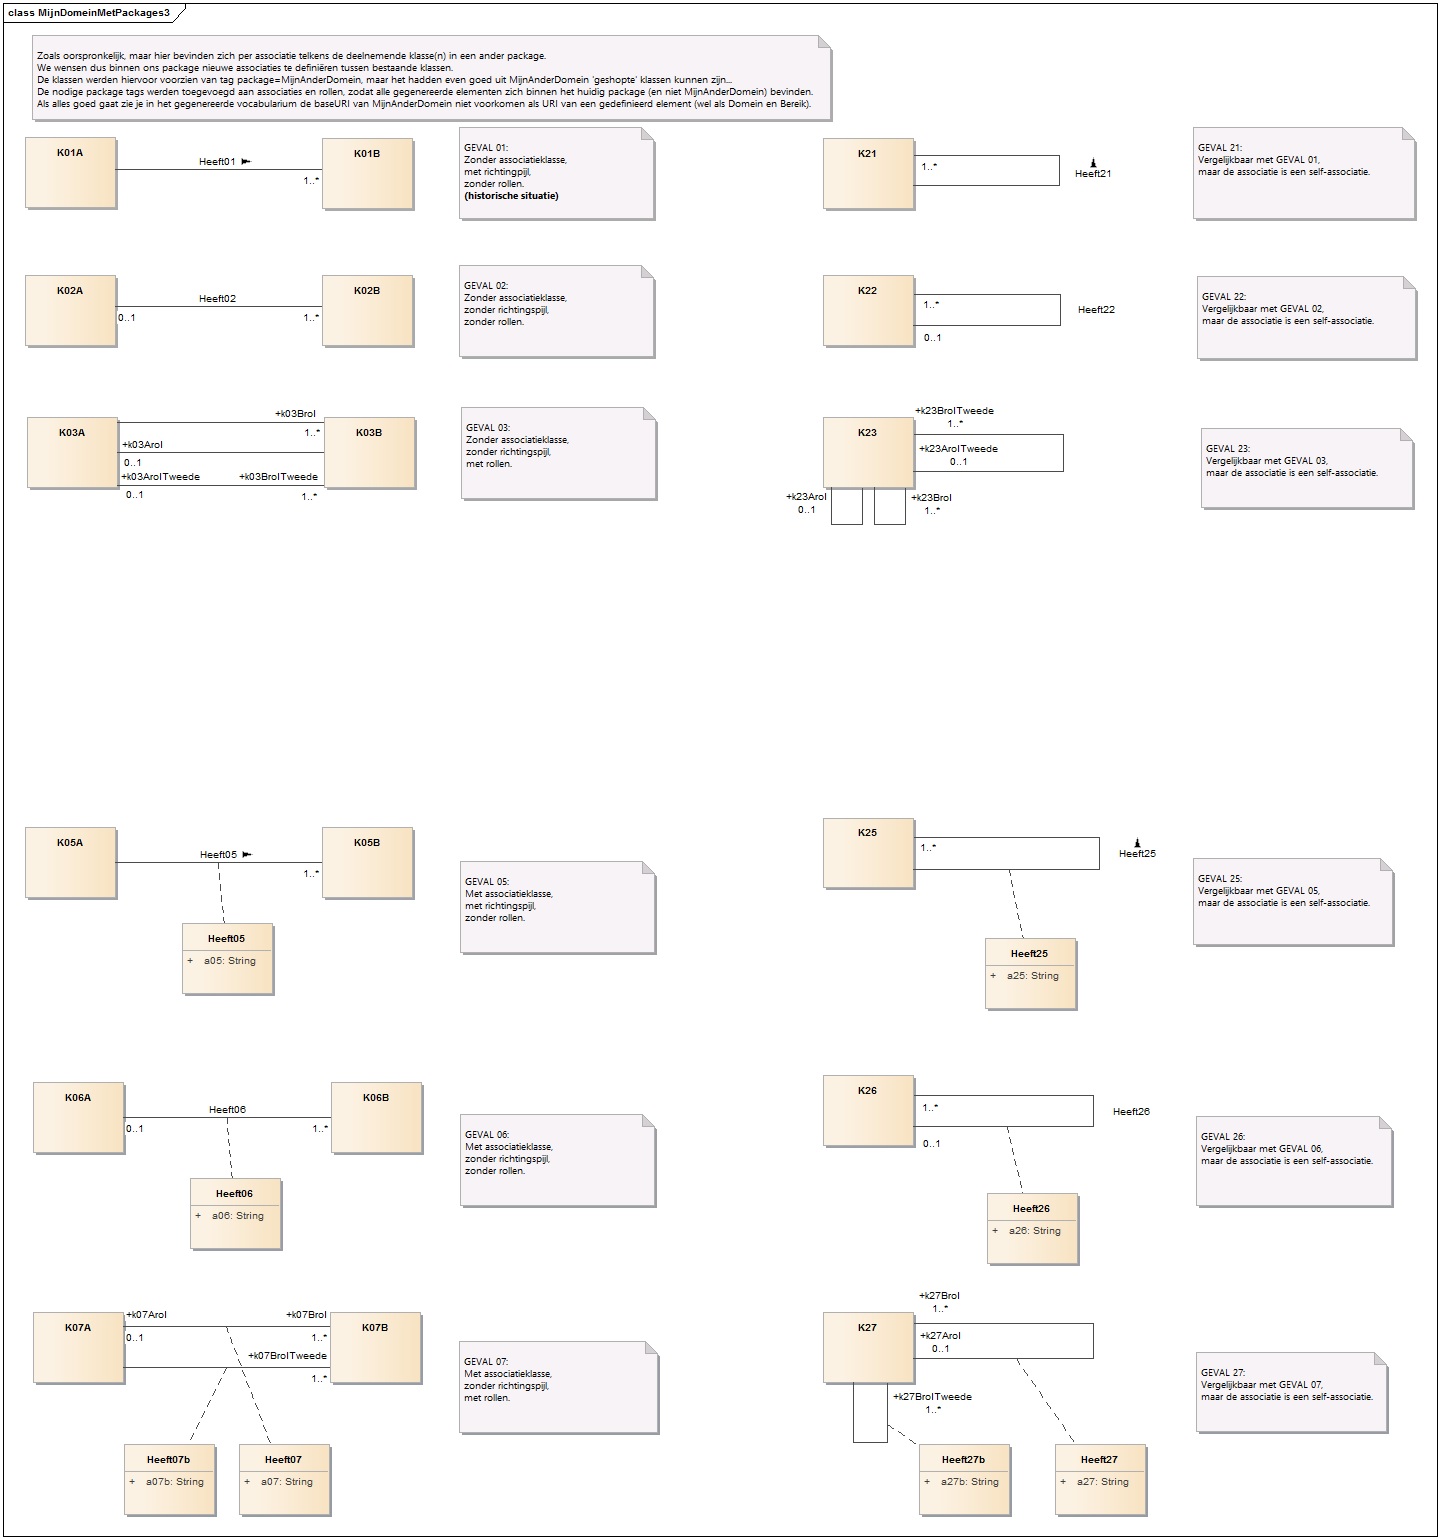 class MijnDomeinMetPackages3
Zoals oorspronkelijk, maar hier bevinden zich per associatie telkens de deelnemende klasse(n) in een ander package.
We wensen dus binnen ons package nieuwe associaties te definiëren tussen bestaande klassen.
De klassen werden hiervoor voorzien van tag package=MijnAnderDomein, maar het hadden even goed uit MijnAnderDomein 'geshopte' klassen kunnen zijn...
De nodige package tags werden toegevoegd aan associaties en rollen, zodat alle gegenereerde elementen zich binnen het huidig package (en niet MijnAnderDomein) bevinden.
Als alles goed gaat zie je in het gegenereerde vocabularium de baseURI van MijnAnderDomein niet voorkomen als URI van een gedefinieerd element (wel als Domein en Bereik).
K01A
Heeft01
1..*
K01B
GEVAL 01:
Zonder associatieklasse,
met richtingpijl,
zonder rollen.
(historische situatie)
K21
1..*
Heeft21
GEVAL 21:
Vergelijkbaar met GEVAL 01,
maar de associatie is een self-associatie.
K02A
Heeft02
0..1
1..*
K02B
GEVAL 02:
Zonder associatieklasse,
zonder richtingspijl,
zonder rollen.
K22
1..*
0..1
Heeft22
GEVAL 22:
Vergelijkbaar met GEVAL 02,
maar de associatie is een self-associatie.
K03A
+k03Brol
1..*
+k03Arol
0..1
+k03ArolTweede
+k03BrolTweede
0..1
1..*
K03B
GEVAL 03:
Zonder associatieklasse,
zonder richtingspijl,
met rollen.
K23
+k23BrolTweede
1..*
+k23ArolTweede
0..1
+k23Arol
0..1
+k23Brol
1..*
GEVAL 23:
Vergelijkbaar met GEVAL 03,
maar de associatie is een self-associatie.
K05A
Heeft05
1..*
K05B
Heeft05
+ a05: String
GEVAL 05:
Met associatieklasse,
met richtingspijl,
zonder rollen.
K25
1..*
Heeft25
Heeft25
+ a25: String
GEVAL 25:
Vergelijkbaar met GEVAL 05,
maar de associatie is een self-associatie.
K06A
Heeft06
0..1
1..*
K06B
Heeft06
+ a06: String
GEVAL 06:
Met associatieklasse,
zonder richtingspijl,
zonder rollen.
K26
1..*
0..1
Heeft26
Heeft26
+ a26: String
GEVAL 26:
Vergelijkbaar met GEVAL 06,
maar de associatie is een self-associatie.
K07A
+k07Arol
+k07Brol
0..1
1..*
+k07BrolTweede
1..*
K07B
Heeft07b
+ a07b: String
Heeft07
+ a07: String
GEVAL 07:
Met associatieklasse,
zonder richtingspijl,
met rollen.
K27
+k27Brol
1..*
+k27Arol
0..1
+k27BrolTweede
1..*
Heeft27b
+ a27b: String
Heeft27
+ a27: String
GEVAL 27:
Vergelijkbaar met GEVAL 07,
maar de associatie is een self-associatie.